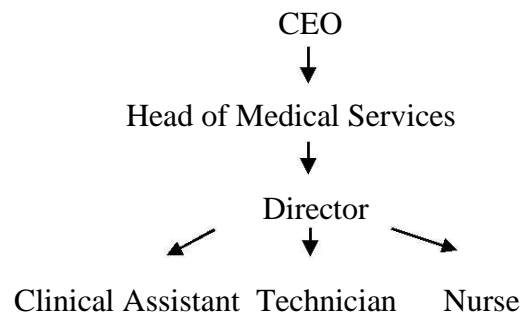 CEO
Head of Medical Services
Director
Clinical Assistant Technician Nurse